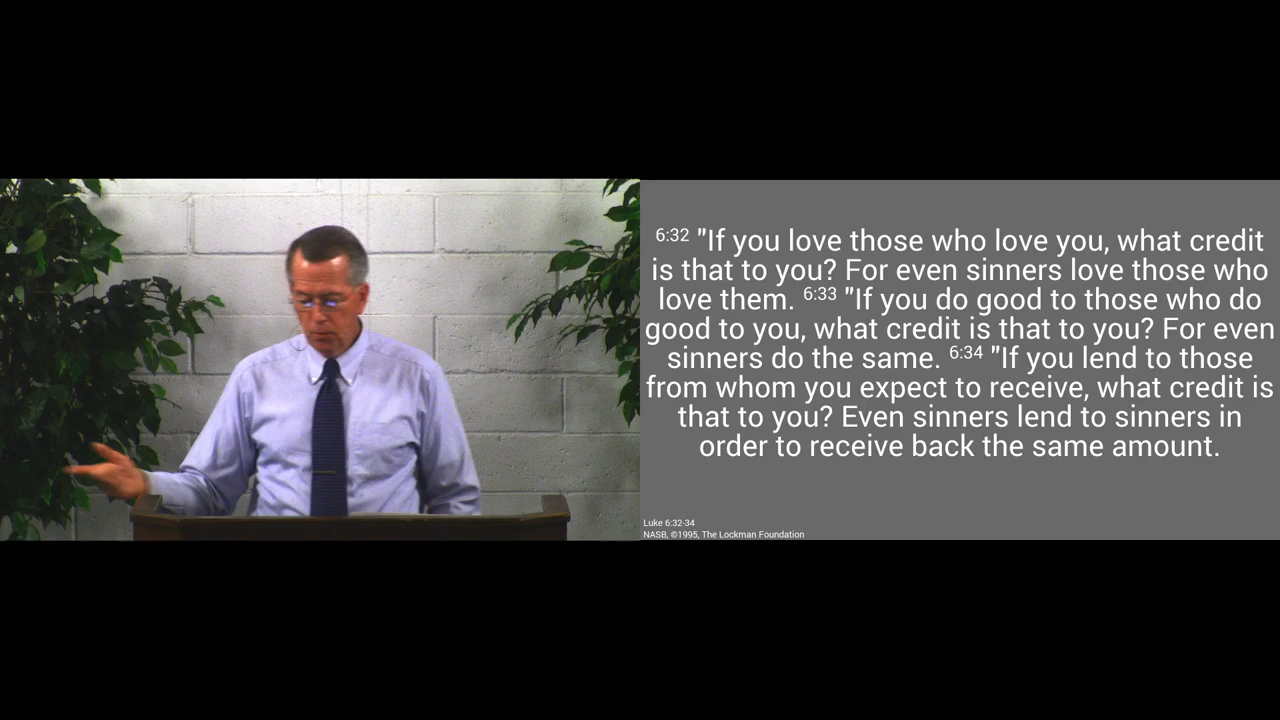 6:32 "If you love those who love you, what credit
is that to you? For even sinners love those who
love them. 6:33 "If you do good to those who do
good to you, what credit is that to you? For even
sinners do the same. 6:34 "If you lend to those
from whom you expect to receive, what credit is
that to you? Even sinners lend to sinners in
order to receive back the same amount.
Luke 6:32-34
NASB, ©1995, The Lockman Foundation